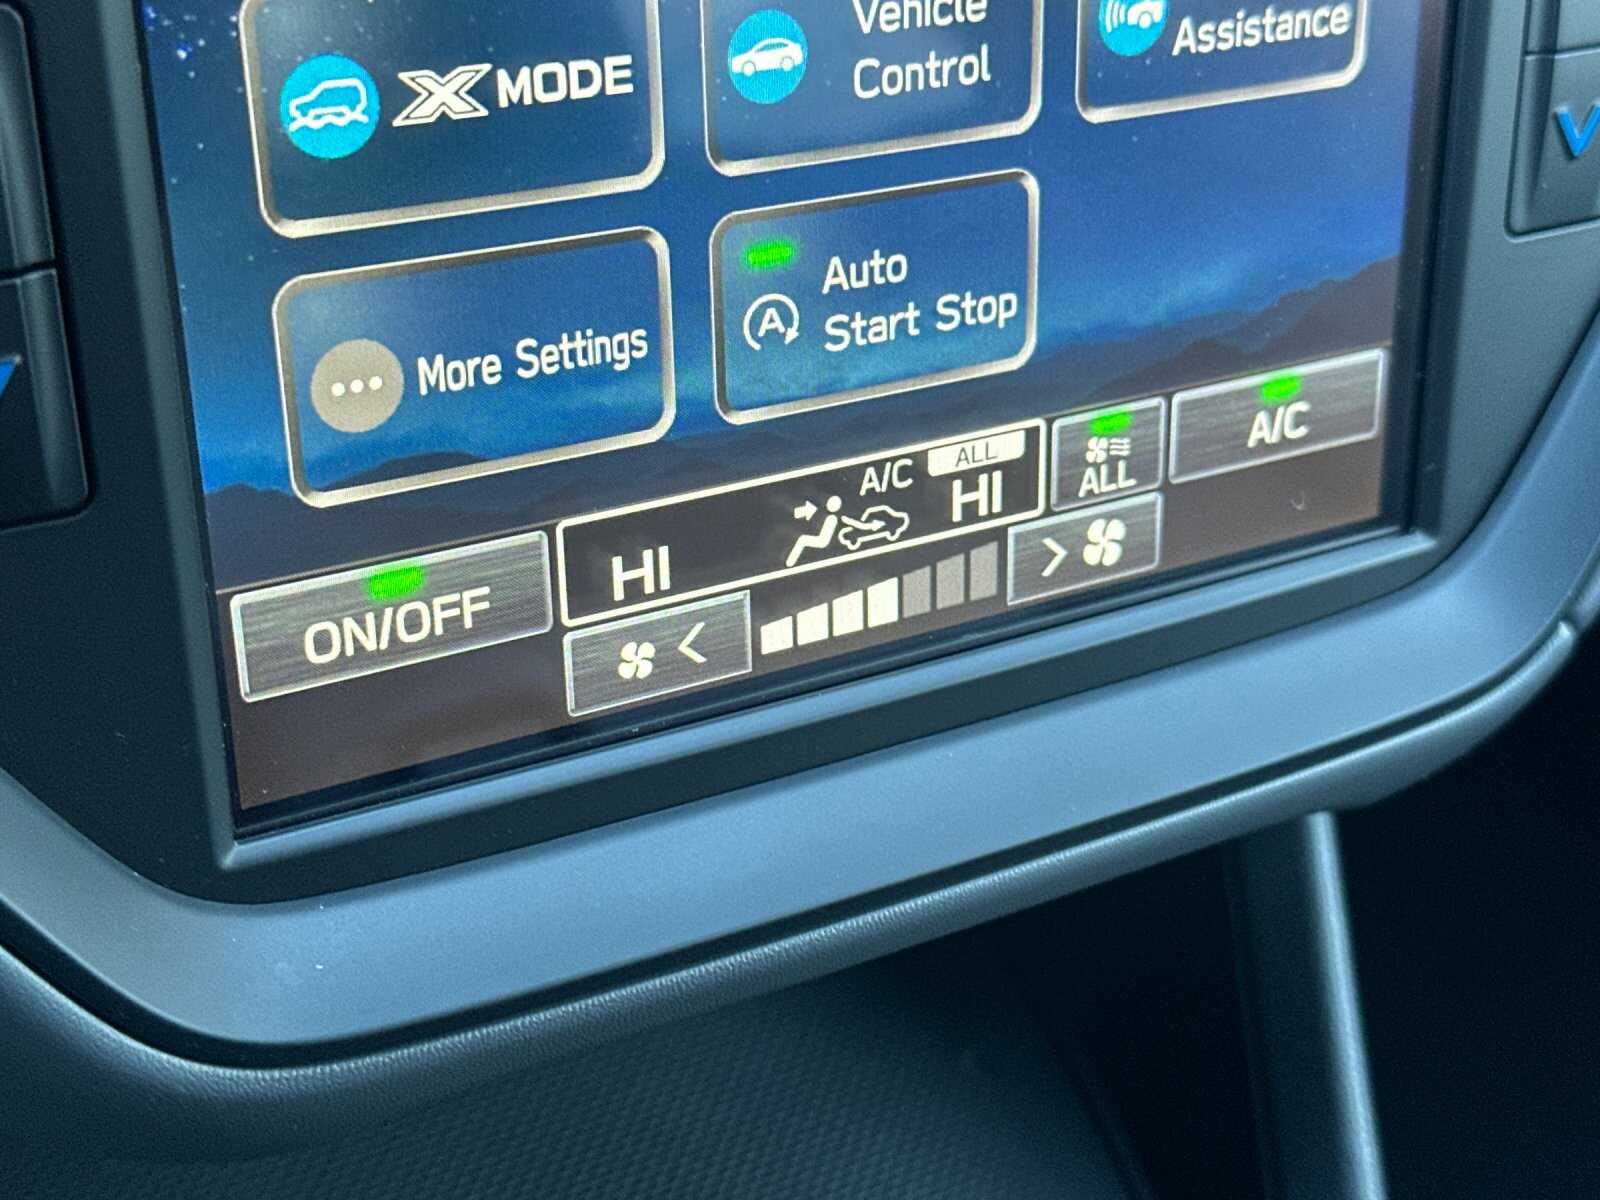 X MODE
Vehicle
Control
Assistance
More Settings
A
Auto
Start Stop
ON/OFF
HI
A/C
ALL
HI
ALL
A/C